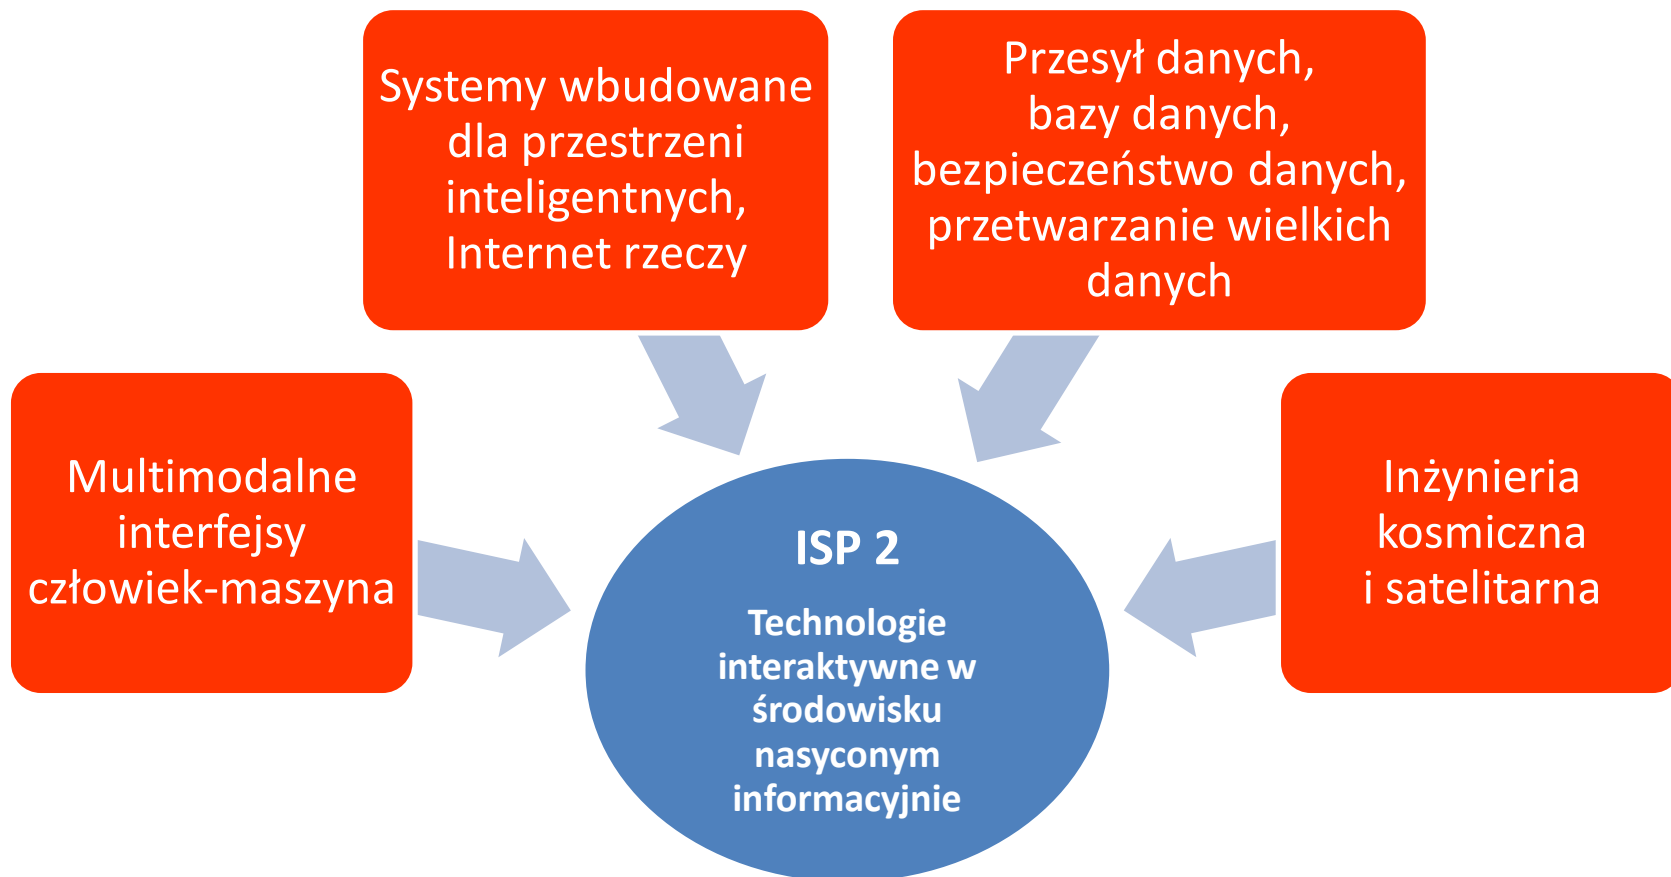 Systemy wbudowane
dla przestrzeni
inteligentnych,
Internet rzeczy
Przesył danych,
bazy danych,
bezpieczeństwo danych,
przetwarzanie wielkich
danych
Multimodalne
interfejsy
człowiek-maszyna
Inżynieria
kosmiczna
i satelitarna
ISP 2
Technologie
interaktywne w
środowisku
nasyconym
informacyjnie